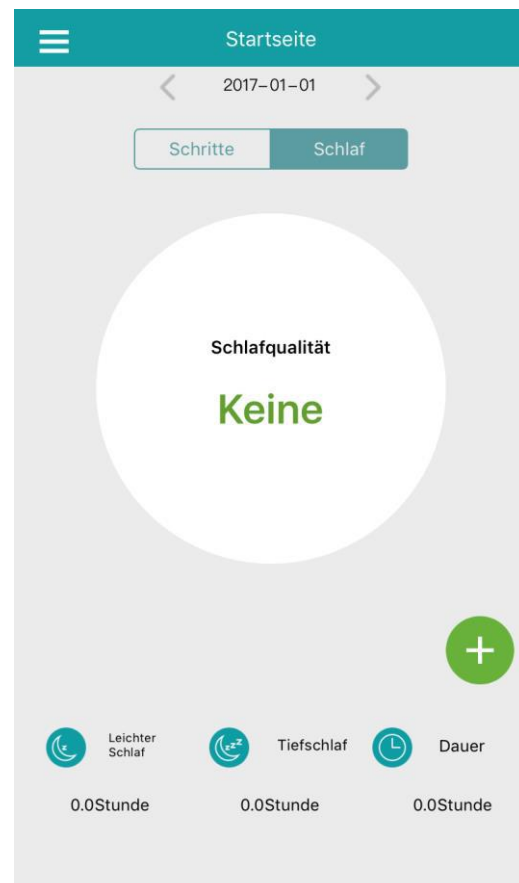 Startseite
2017-01-01
Schritte Schlaf
Schlafqualität
Keine
Leichter
Schlaf
Tiefschlaf
Dauer
0.0Stunde 0.0Stunde 0.0Stunde